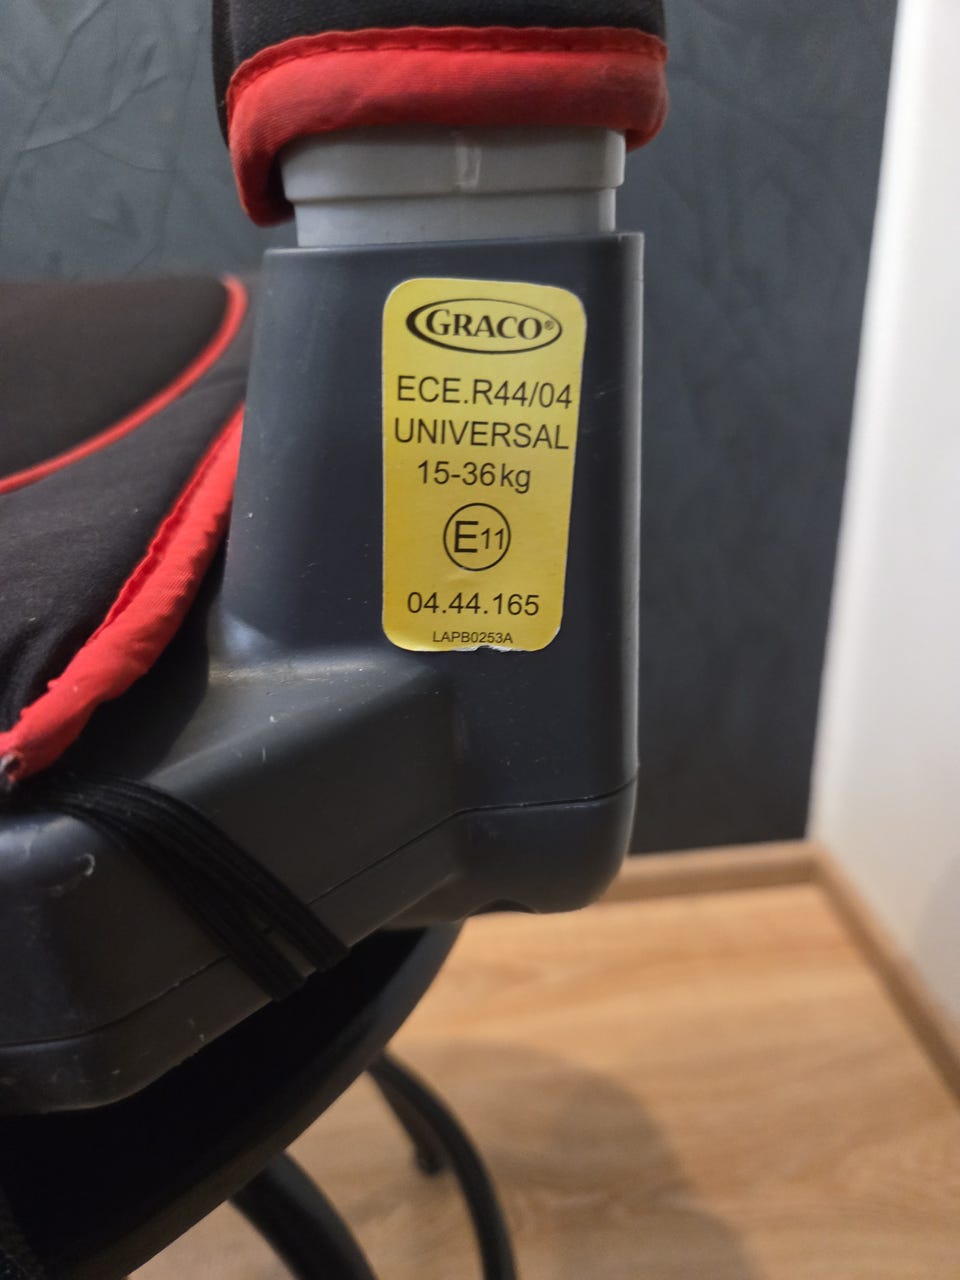 GRACO®
ECE.R44/04
UNIVERSAL
15-36kg
E11
04.44.165
LAPB0253A